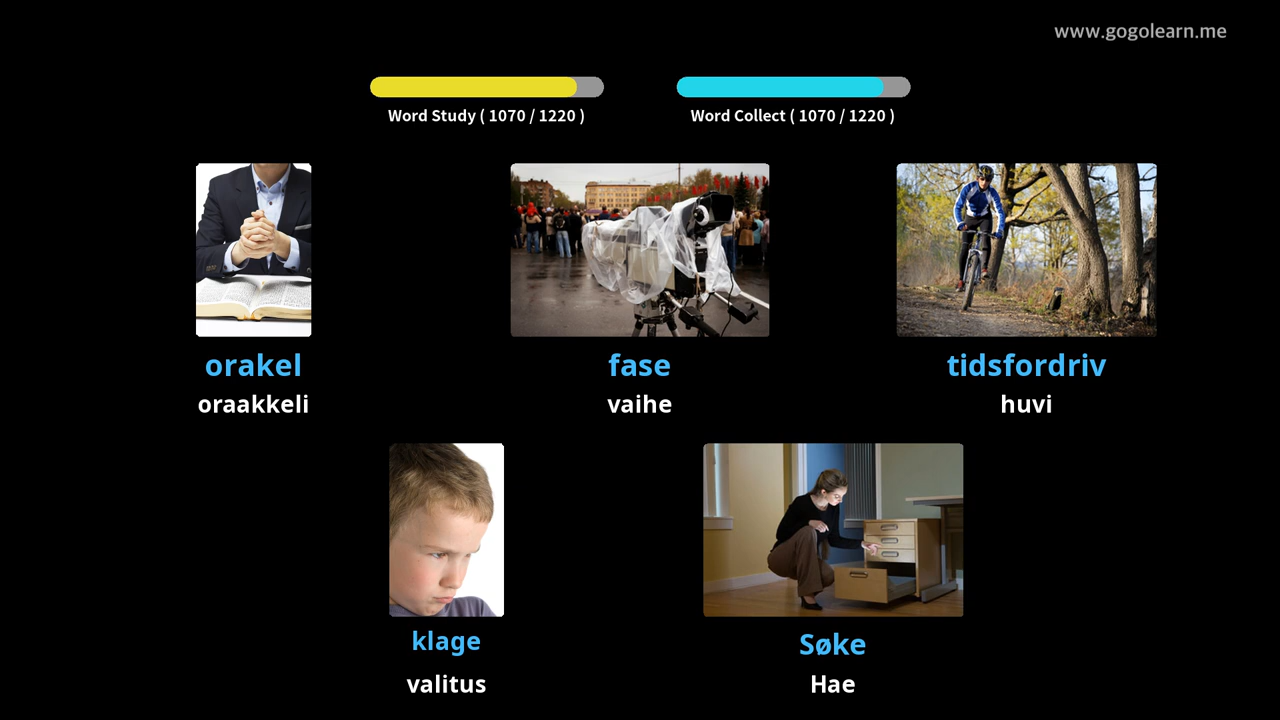 www.gogolearn.me
Word Study ( 1070 / 1220 )
Word Collect ( 1070 / 1220 )
orakel
oraakkeli
fase
vaihe
tidsfordriv
huvi
klage
valitus
Søke
Hae